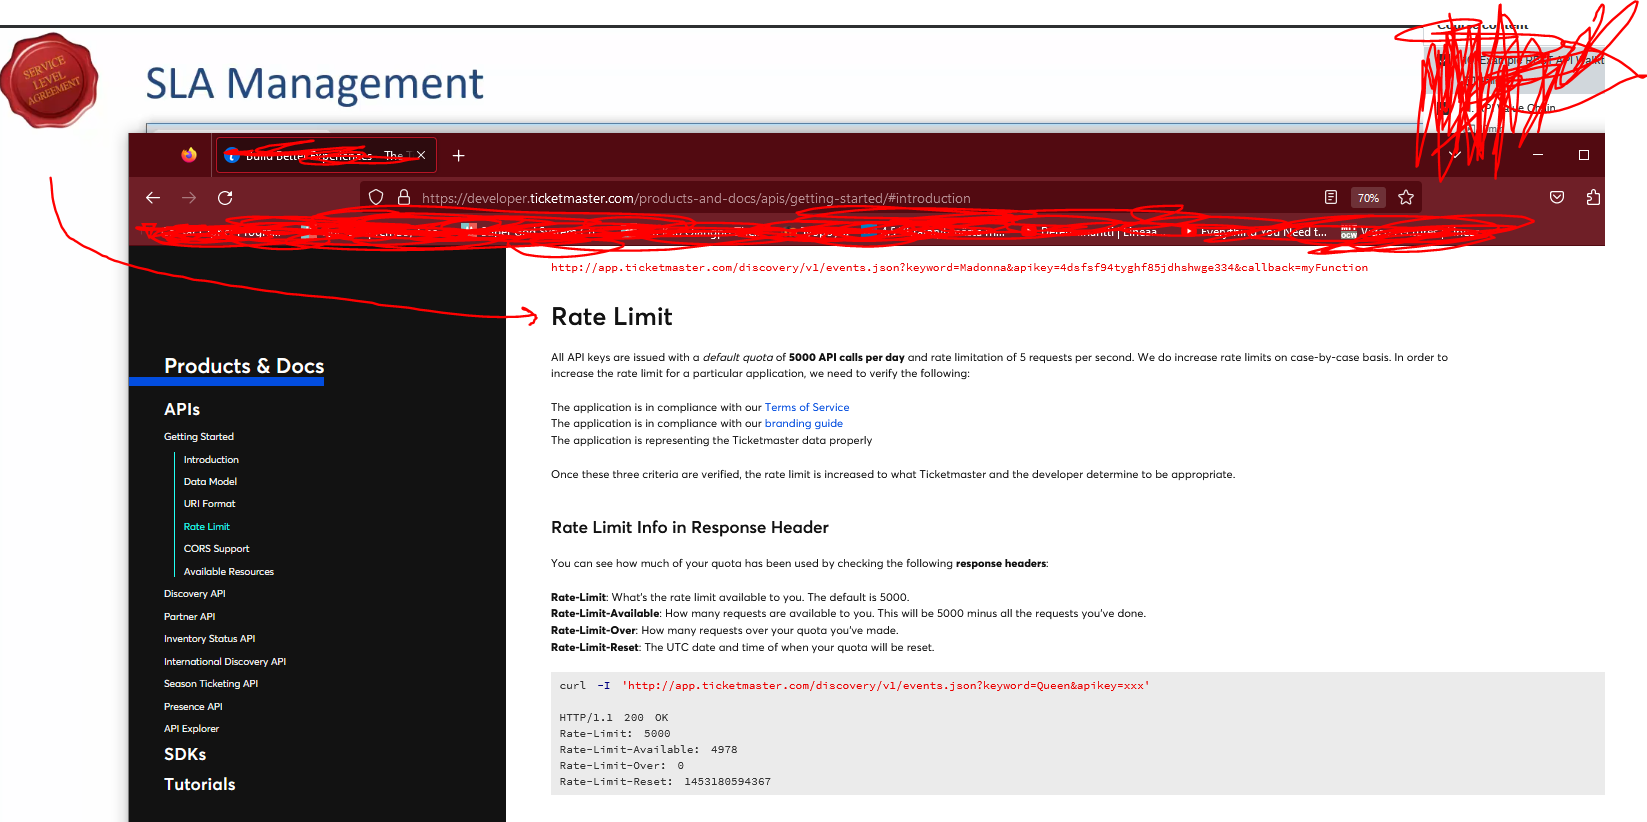 SERVICE
LEVEL
AGREEMENT
SLA Management
Course content
Build Better Experiences - The T
https://developer.ticketmaster.com/products-and-docs/apis/getting-started/#introduction
70%
Everything You Need t...
http://app.ticketmaster.com/discovery/v1/events.json?keyword=Madonna&apikey=4dsfsf94tyghf85jdhshwge334&callback=myFunction
Products & Docs
APIs
Getting Started
Introduction
Data Model
URI Format
Rate Limit
CORS Support
Available Resources
Discovery API
Partner API
Inventory Status API
International Discovery API
Season Ticketing API
Presence API
API Explorer
SDKs
Tutorials
Rate Limit
All API keys are issued with a default quota of 5000 API calls per day and rate limitation of 5 requests per second. We do increase rate limits on case-by-case basis. In order to
increase the rate limit for a particular application, we need to verify the following:
The application is in compliance with our Terms of Service
The application is in compliance with our branding guide
The application is representing the Ticketmaster data properly
Once these three criteria are verified, the rate limit is increased to what Ticketmaster and the developer determine to be appropriate.
Rate Limit Info in Response Header
You can see how much of your quota has been used by checking the following response headers:
Rate-Limit: What's the rate limit available to you. The default is 5000.
Rate-Limit-Available: How many requests are available to you. This will be 5000 minus all the requests you've done.
Rate-Limit-Over: How many requests over your quota you've made.
Rate-Limit-Reset: The UTC date and time of when your quota will be reset.
curl -I 'http://app.ticketmaster.com/discovery/v1/events.json?keyword=Queen&apikey=xxx'
HTTP/1.1 200 OK
Rate-Limit: 5000
Rate-Limit-Available: 4978
Rate-Limit-Over: 0
Rate-Limit-Reset: 1453180594367